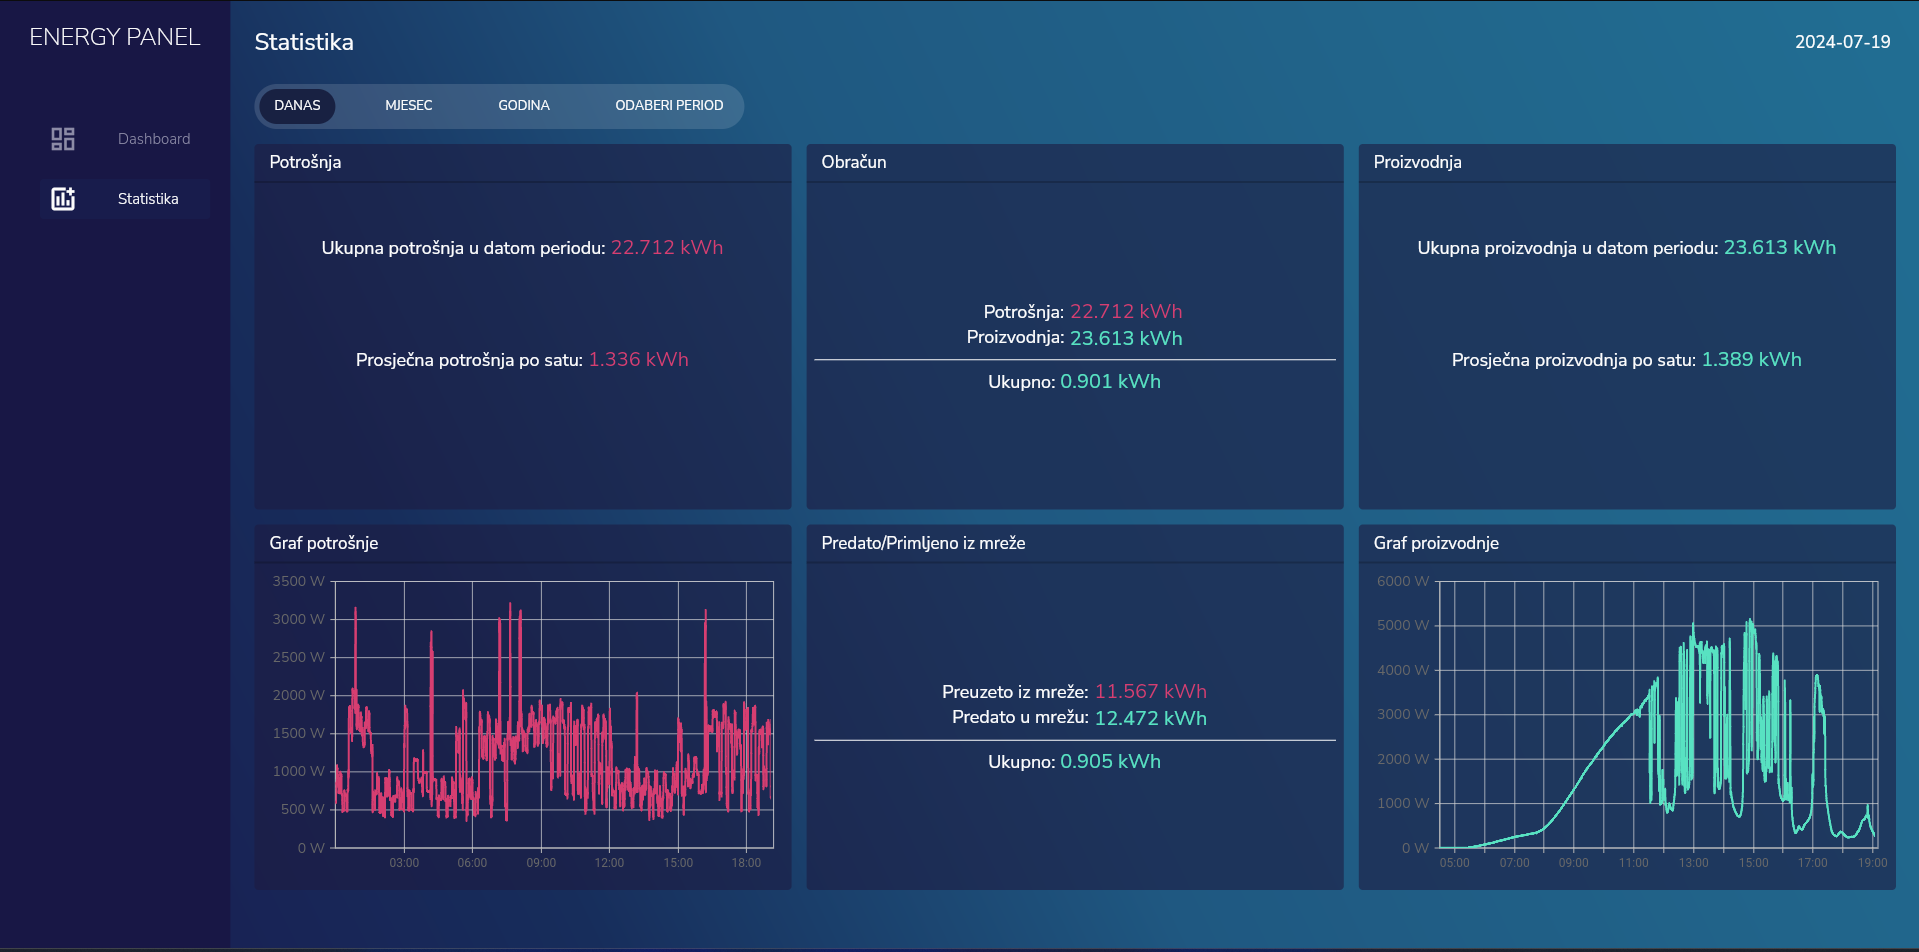 ENERGY PANEL
Dashboard
Statistika
Statistika
2024-07-19
DANAS MJESEC GODINA ODABERI PERIOD
Potrošnja
Ukupna potrošnja u datom periodu: 22.712 kWh
Prosječna potrošnja po satu: 1.336 kWh
Obračun
Potrošnja: 22.712 kWh
Proizvodnja: 23.613 kWh
Ukupno: 0.901 kWh
Proizvodnja
Ukupna proizvodnja u datom periodu: 23.613 kWh
Prosječna proizvodnja po satu: 1.389 kWh
Graf potrošnje
3500 W
3000 W
2500 W
2000 W
1500 W
1000 W
500 W
0 W
03:00 06:00 09:00 12:00 15:00 18:00
Predato/Primljeno iz mreže
Preuzeto iz mreže: 11.567 kWh
Predato u mrežu: 12.472 kWh
Ukupno: 0.905 kWh
Graf proizvodnje
6000 W
5000 W
4000 W
3000 W
2000 W
1000 W
0 W
05:00 07:00 09:00 11:00 13:00 15:00 17:00 19:00